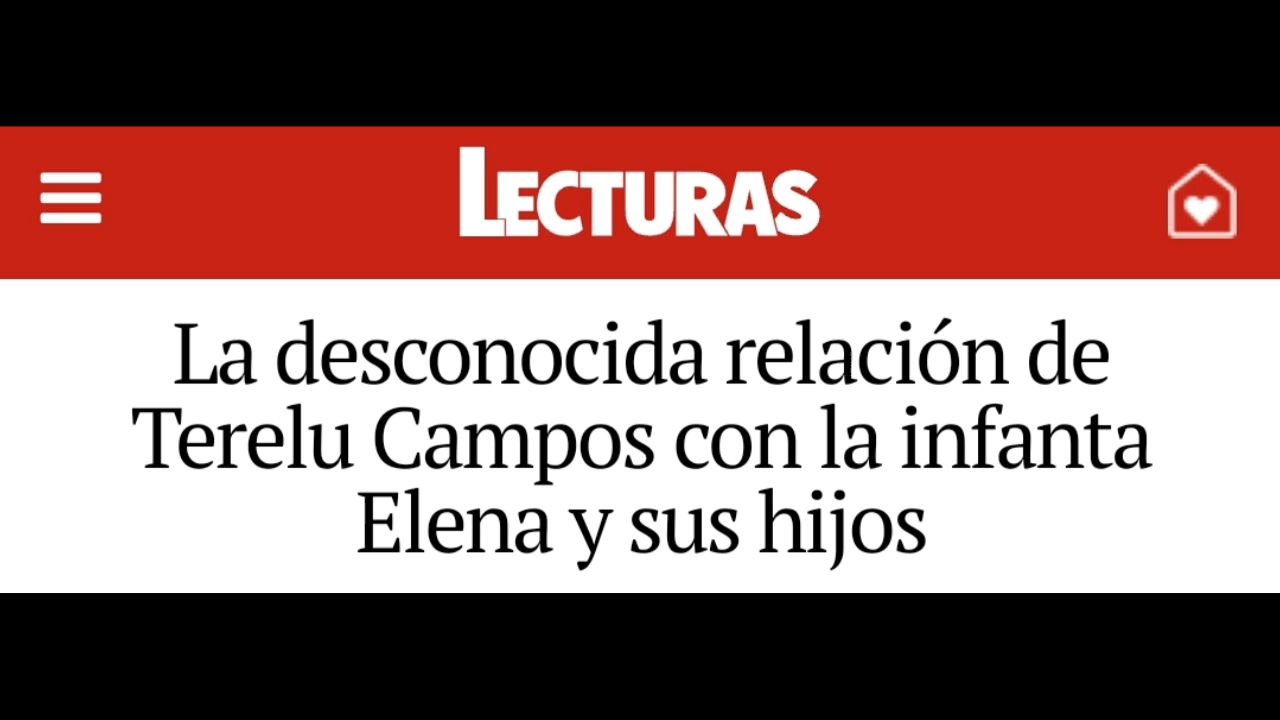 LECTURAS
La desconocida relación de
Terelu Campos con la infanta
Elena y sus hijos